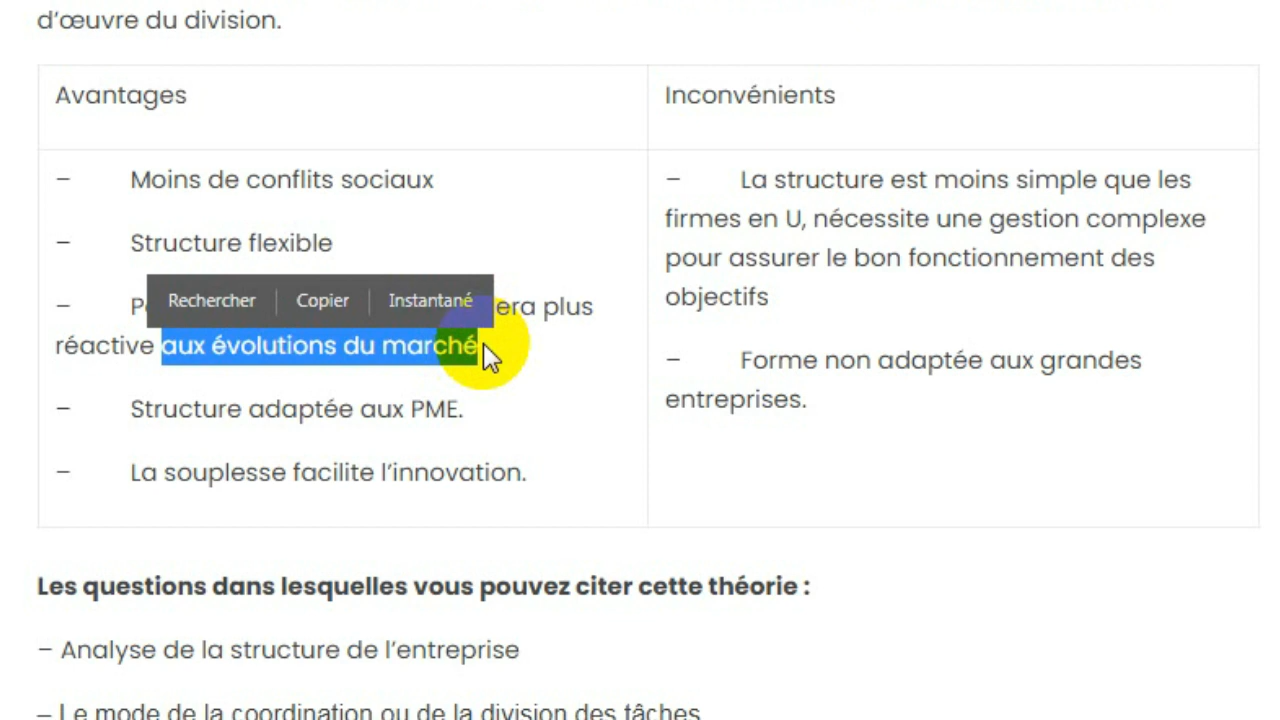 d'œuvre du division.
Avantages
Inconvénients
– Moins de conflits sociaux
– Structure flexible
Rechercher Copier Instantané
– era plus
réactive aux évolutions du marché
– Structure adaptée aux PME.
– La souplesse facilite l'innovation.
– La structure est moins simple que les
firmes en U, nécessite une gestion complexe
pour assurer le bon fonctionnement des
objectifs
– Forme non adaptée aux grandes
entreprises.
Les questions dans lesquelles vous pouvez citer cette théorie :
– Analyse de la structure de l'entreprise
– Le mode de la coordination ou de la division des tâches